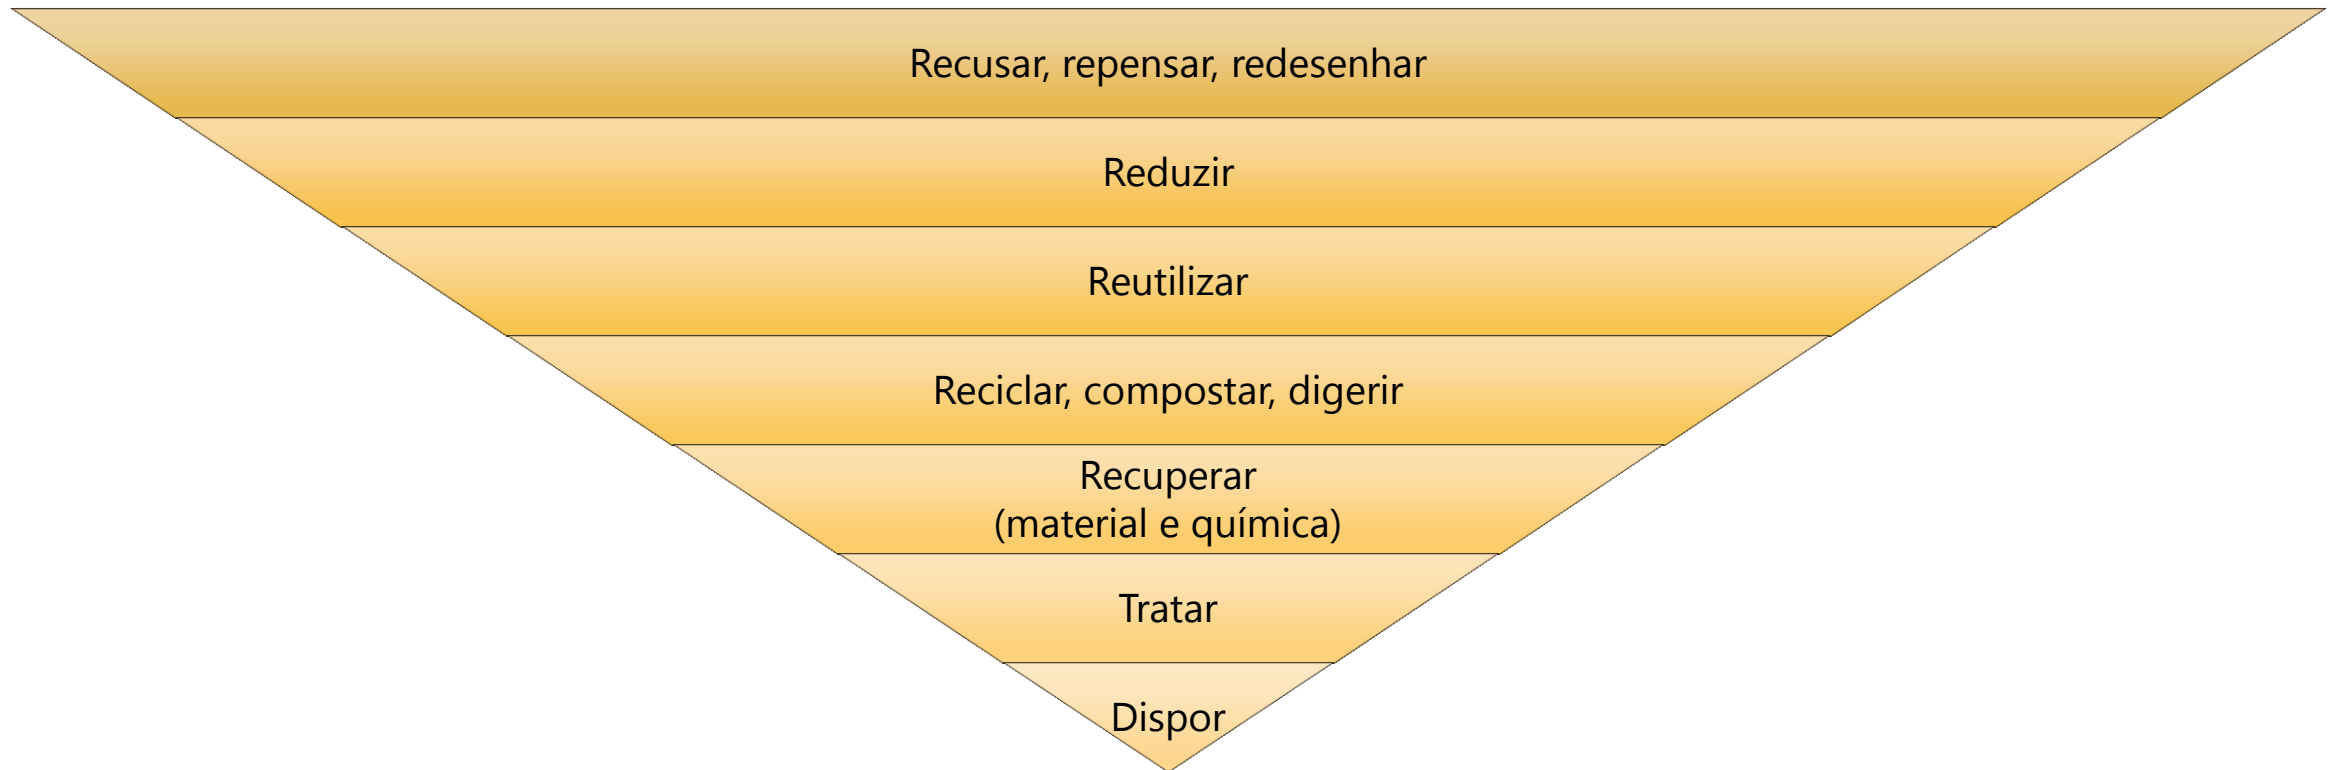 Recusar, repensar, redesenhar
Reduzir
Reutilizar
Reciclar, compostar, digerir
Recuperar
(material e química)
Tratar
Dispor